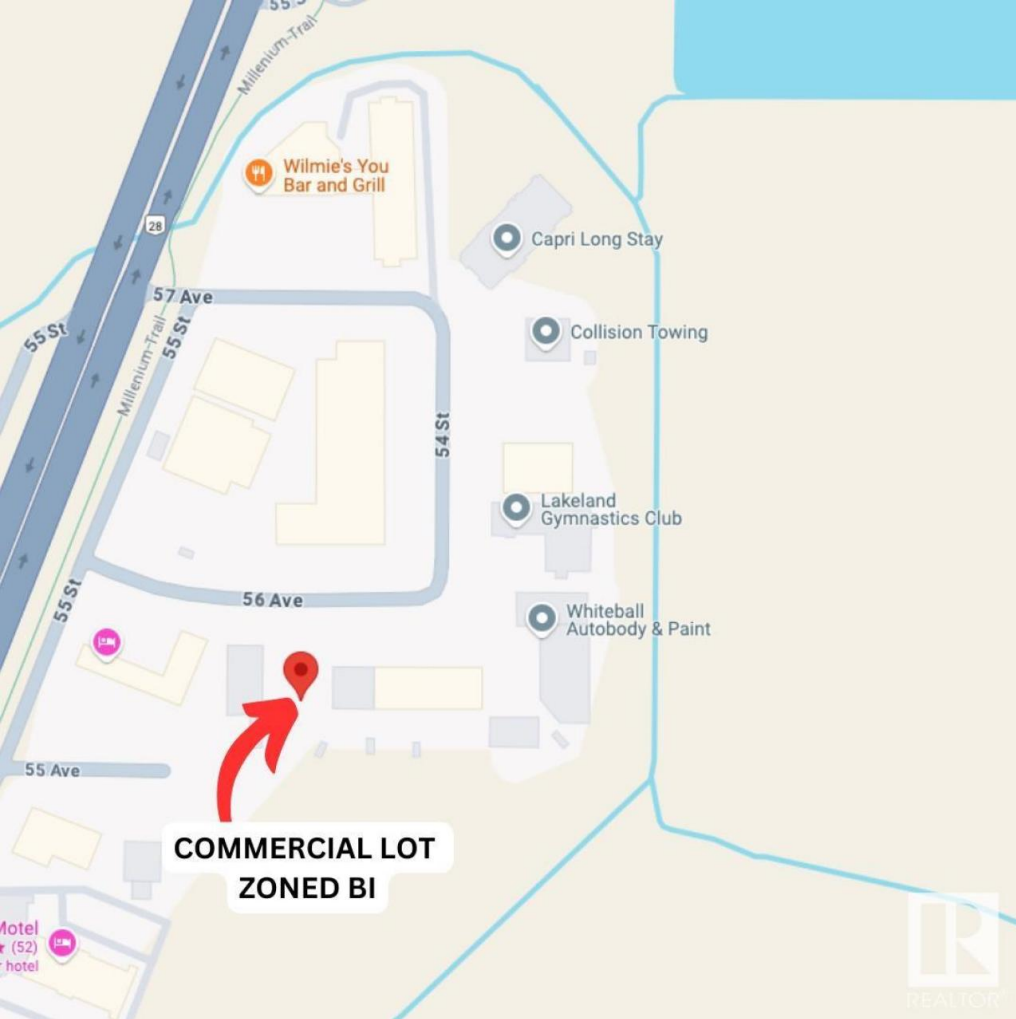 55 S
Millenium-Trail
Wilmie's You
Bar and Grill
28
Capri Long Stay
57 Ave
55 St
55 St
Collision Towing
Millenium-Trail
54 St
Lakeland
Gymnastics Club
55 St
56 Ave
Whiteball
Autobody & Paint
55 Ave
COMMERCIAL LOT
ZONED BI
Motel
(52)
hotel
REALTOR